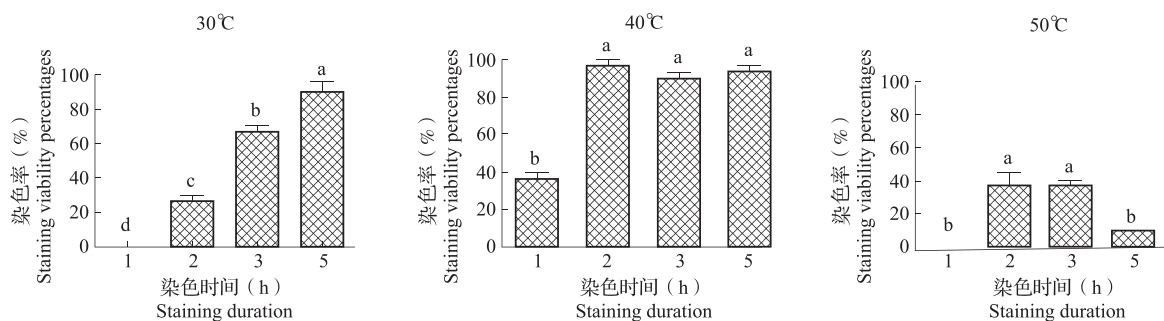 30℃
染色率（%）
Staining viability percentages
100
80
60
40
20
0
d
c
b
a
1 2 3 5
染色时间（h）
Staining duration
40℃
染色率（%）
Staining viability percentages
100
80
60
40
20
0
b
a
a
a
1 2 3 5
染色时间（h）
Staining duration
50℃
染色率（%）
Staining viability percentages
100
80
60
40
20
0
b
a
a
b
1 2 3 5
染色时间（h）
Staining duration